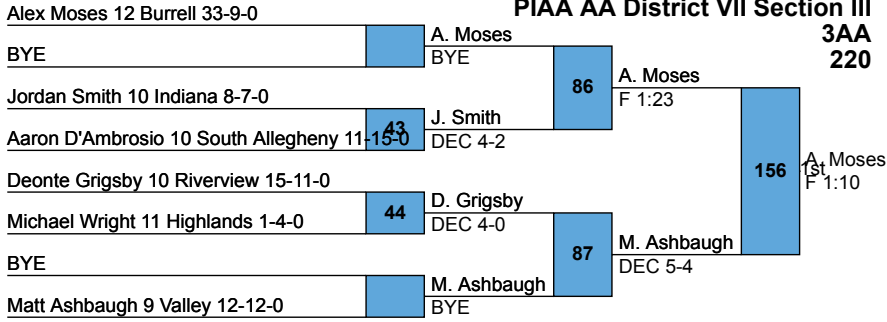 PIAA AA District VII Section III
3AA
220
Alex Moses 12 Burrell 33-9-0
BYE
A. Moses
BYE
Jordan Smith 10 Indiana 8-7-0
Aaron D'Ambrosio 10 South Allegheny 11-15-0
43
J. Smith
DEC 4-2
86
A. Moses
F 1:23
Deonte Grigsby 10 Riverview 15-11-0
Michael Wright 11 Highlands 1-4-0
44
D. Grigsby
DEC 4-0
BYE
Matt Ashbaugh 9 Valley 12-12-0
M. Ashbaugh
BYE
87
M. Ashbaugh
DEC 5-4
156
1st
A. Moses
F 1:10